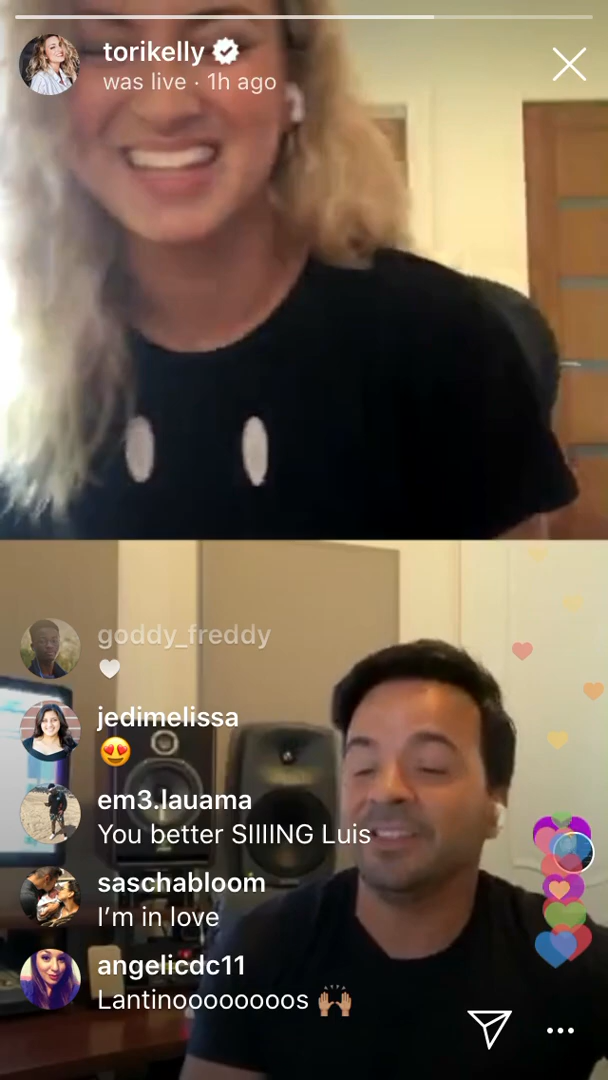 torikelly
was live · 1h ago
goddy_freddy
🤍
jedimelissa
😍
em3.lauama
You better SIIIING Luis
saschabloom
I'm in love
angelicdc11
Lantinoooooooos 🙌🏽